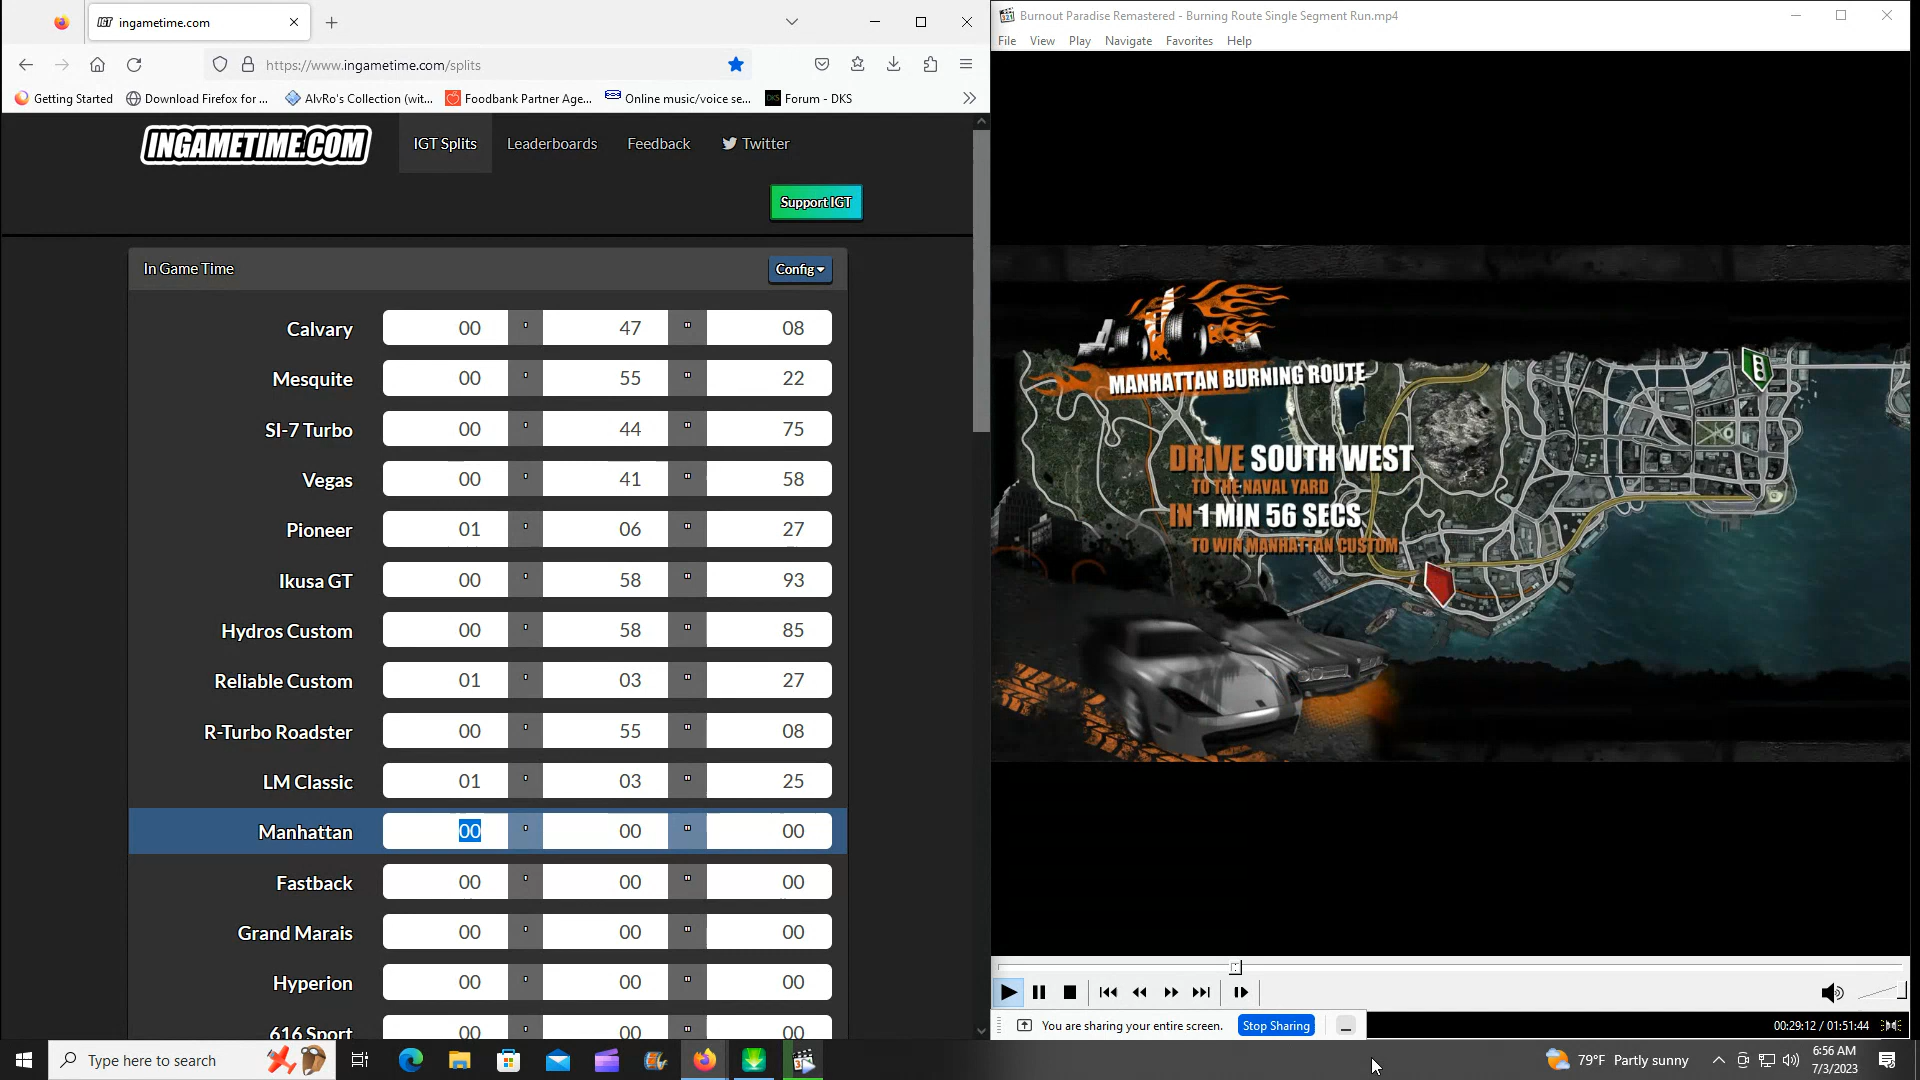 ingametime.com
https://www.ingametime.com/splits
Getting Started
Download Firefox for ...
AlvRo's Collection (wit...
Foodbank Partner Age...
Online music/voice se...
Forum - DKS
INGAMETIME.COM
IGT Splits
Leaderboards
Feedback
Twitter
Support IGT
In Game Time
Config
Calvary 00 ' 47 " 08
Mesquite 00 ' 55 " 22
SI-7 Turbo 00 ' 44 " 75
Vegas 00 ' 41 " 58
Pioneer 01 ' 06 " 27
Ikusa GT 00 ' 58 " 93
Hydros Custom 00 ' 58 " 85
Reliable Custom 01 ' 03 " 27
R-Turbo Roadster 00 ' 55 " 08
LM Classic 01 ' 03 " 25
Manhattan 00 ' 00 " 00
Fastback 00 ' 00 " 00
Grand Marais 00 ' 00 " 00
Hyperion 00 ' 00 " 00
616 Sport 00 00 00
Burnout Paradise Remastered - Burning Route Single Segment Run.mp4
File View Play Navigate Favorites Help
MANHATTAN BURNING ROUTE
DRIVE SOUTH WEST
TO THE NAVAL YARD
IN 1 MIN 56 SECS
TO WIN MANHATTAN CUSTOM
You are sharing your entire screen.
Stop Sharing
00:29:12 / 01:51:44
Type here to search
79°F Partly sunny
6:56 AM
7/3/2023